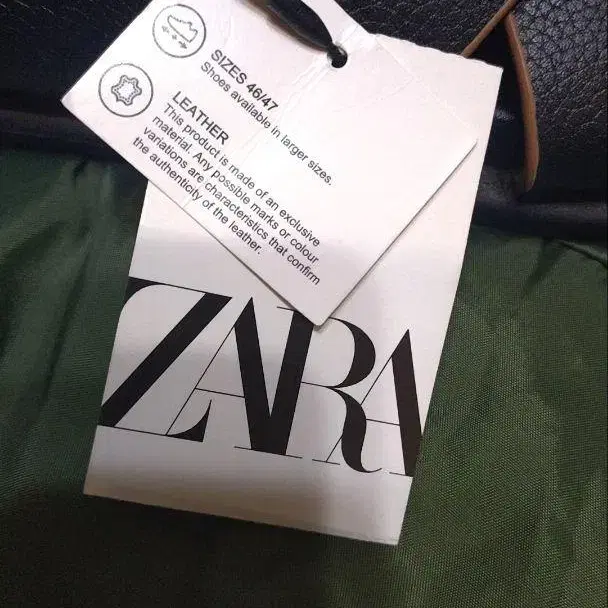 SIZES 46/47
Shoes available in larger sizes.
LEATHER
This product is made of an exclusive
material. Any possible marks or colour
variations are characteristics that confirm
the authenticity of the leather.
ZARA